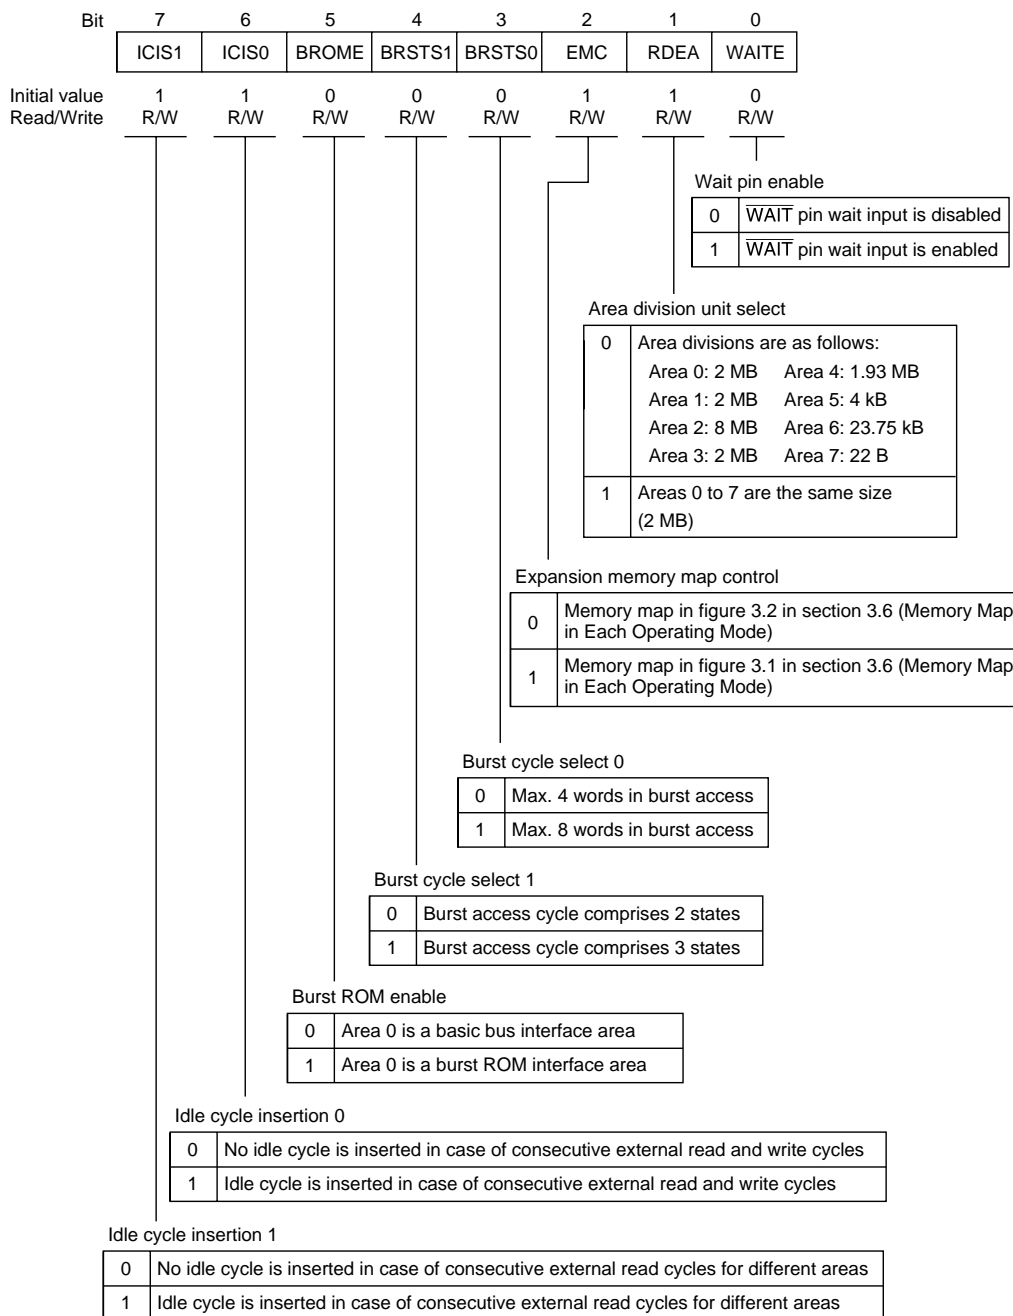 Bit 7 6 5 4 3 2 1 0
ICIS1 ICIS0 BROME BRSTS1 BRSTS0 EMC RDEA WAITE
Initial value 1 1 0 0 0 1 1 0
Read/Write R/W R/W R/W R/W R/W R/W R/W R/W
Wait pin enable
0 WAIT pin wait input is disabled
1 WAIT pin wait input is enabled
Area division unit select
0 Area divisions are as follows:
Area 0: 2 MB Area 4: 1.93 MB
Area 1: 2 MB Area 5: 4 kB
Area 2: 8 MB Area 6: 23.75 kB
Area 3: 2 MB Area 7: 22 B
1 Areas 0 to 7 are the same size
(2 MB)
Expansion memory map control
0 Memory map in figure 3.2 in section 3.6 (Memory Map
in Each Operating Mode)
1 Memory map in figure 3.1 in section 3.6 (Memory Map
in Each Operating Mode)
Burst cycle select 0
0 Max. 4 words in burst access
1 Max. 8 words in burst access
Burst cycle select 1
0 Burst access cycle comprises 2 states
1 Burst access cycle comprises 3 states
Burst ROM enable
0 Area 0 is a basic bus interface area
1 Area 0 is a burst ROM interface area
Idle cycle insertion 0
0 No idle cycle is inserted in case of consecutive external read and write cycles
1 Idle cycle is inserted in case of consecutive external read and write cycles
Idle cycle insertion 1
0 No idle cycle is inserted in case of consecutive external read cycles for different areas
1 Idle cycle is inserted in case of consecutive external read cycles for different areas